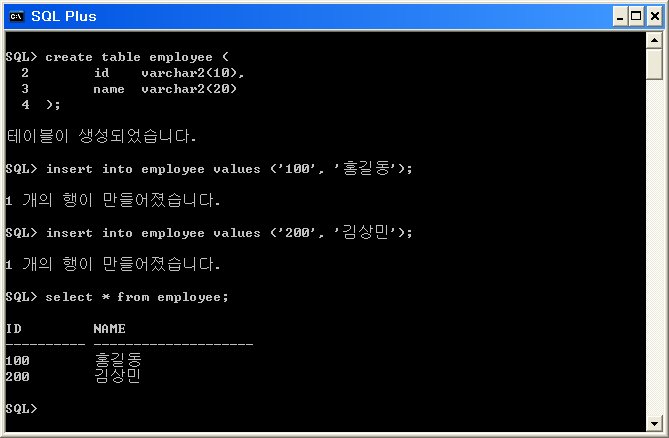 SQL Plus
SQL> create table employee (
  2        id    varchar2(10),
  3        name  varchar2(20)
  4  );
테이블이 생성되었습니다.
SQL> insert into employee values ('100', '홍길동');
1 개의 행이 만들어졌습니다.
SQL> insert into employee values ('200', '김상민');
1 개의 행이 만들어졌습니다.
SQL> select * from employee;
ID         NAME
---------- --------------------
100        홍길동
200        김상민
SQL>